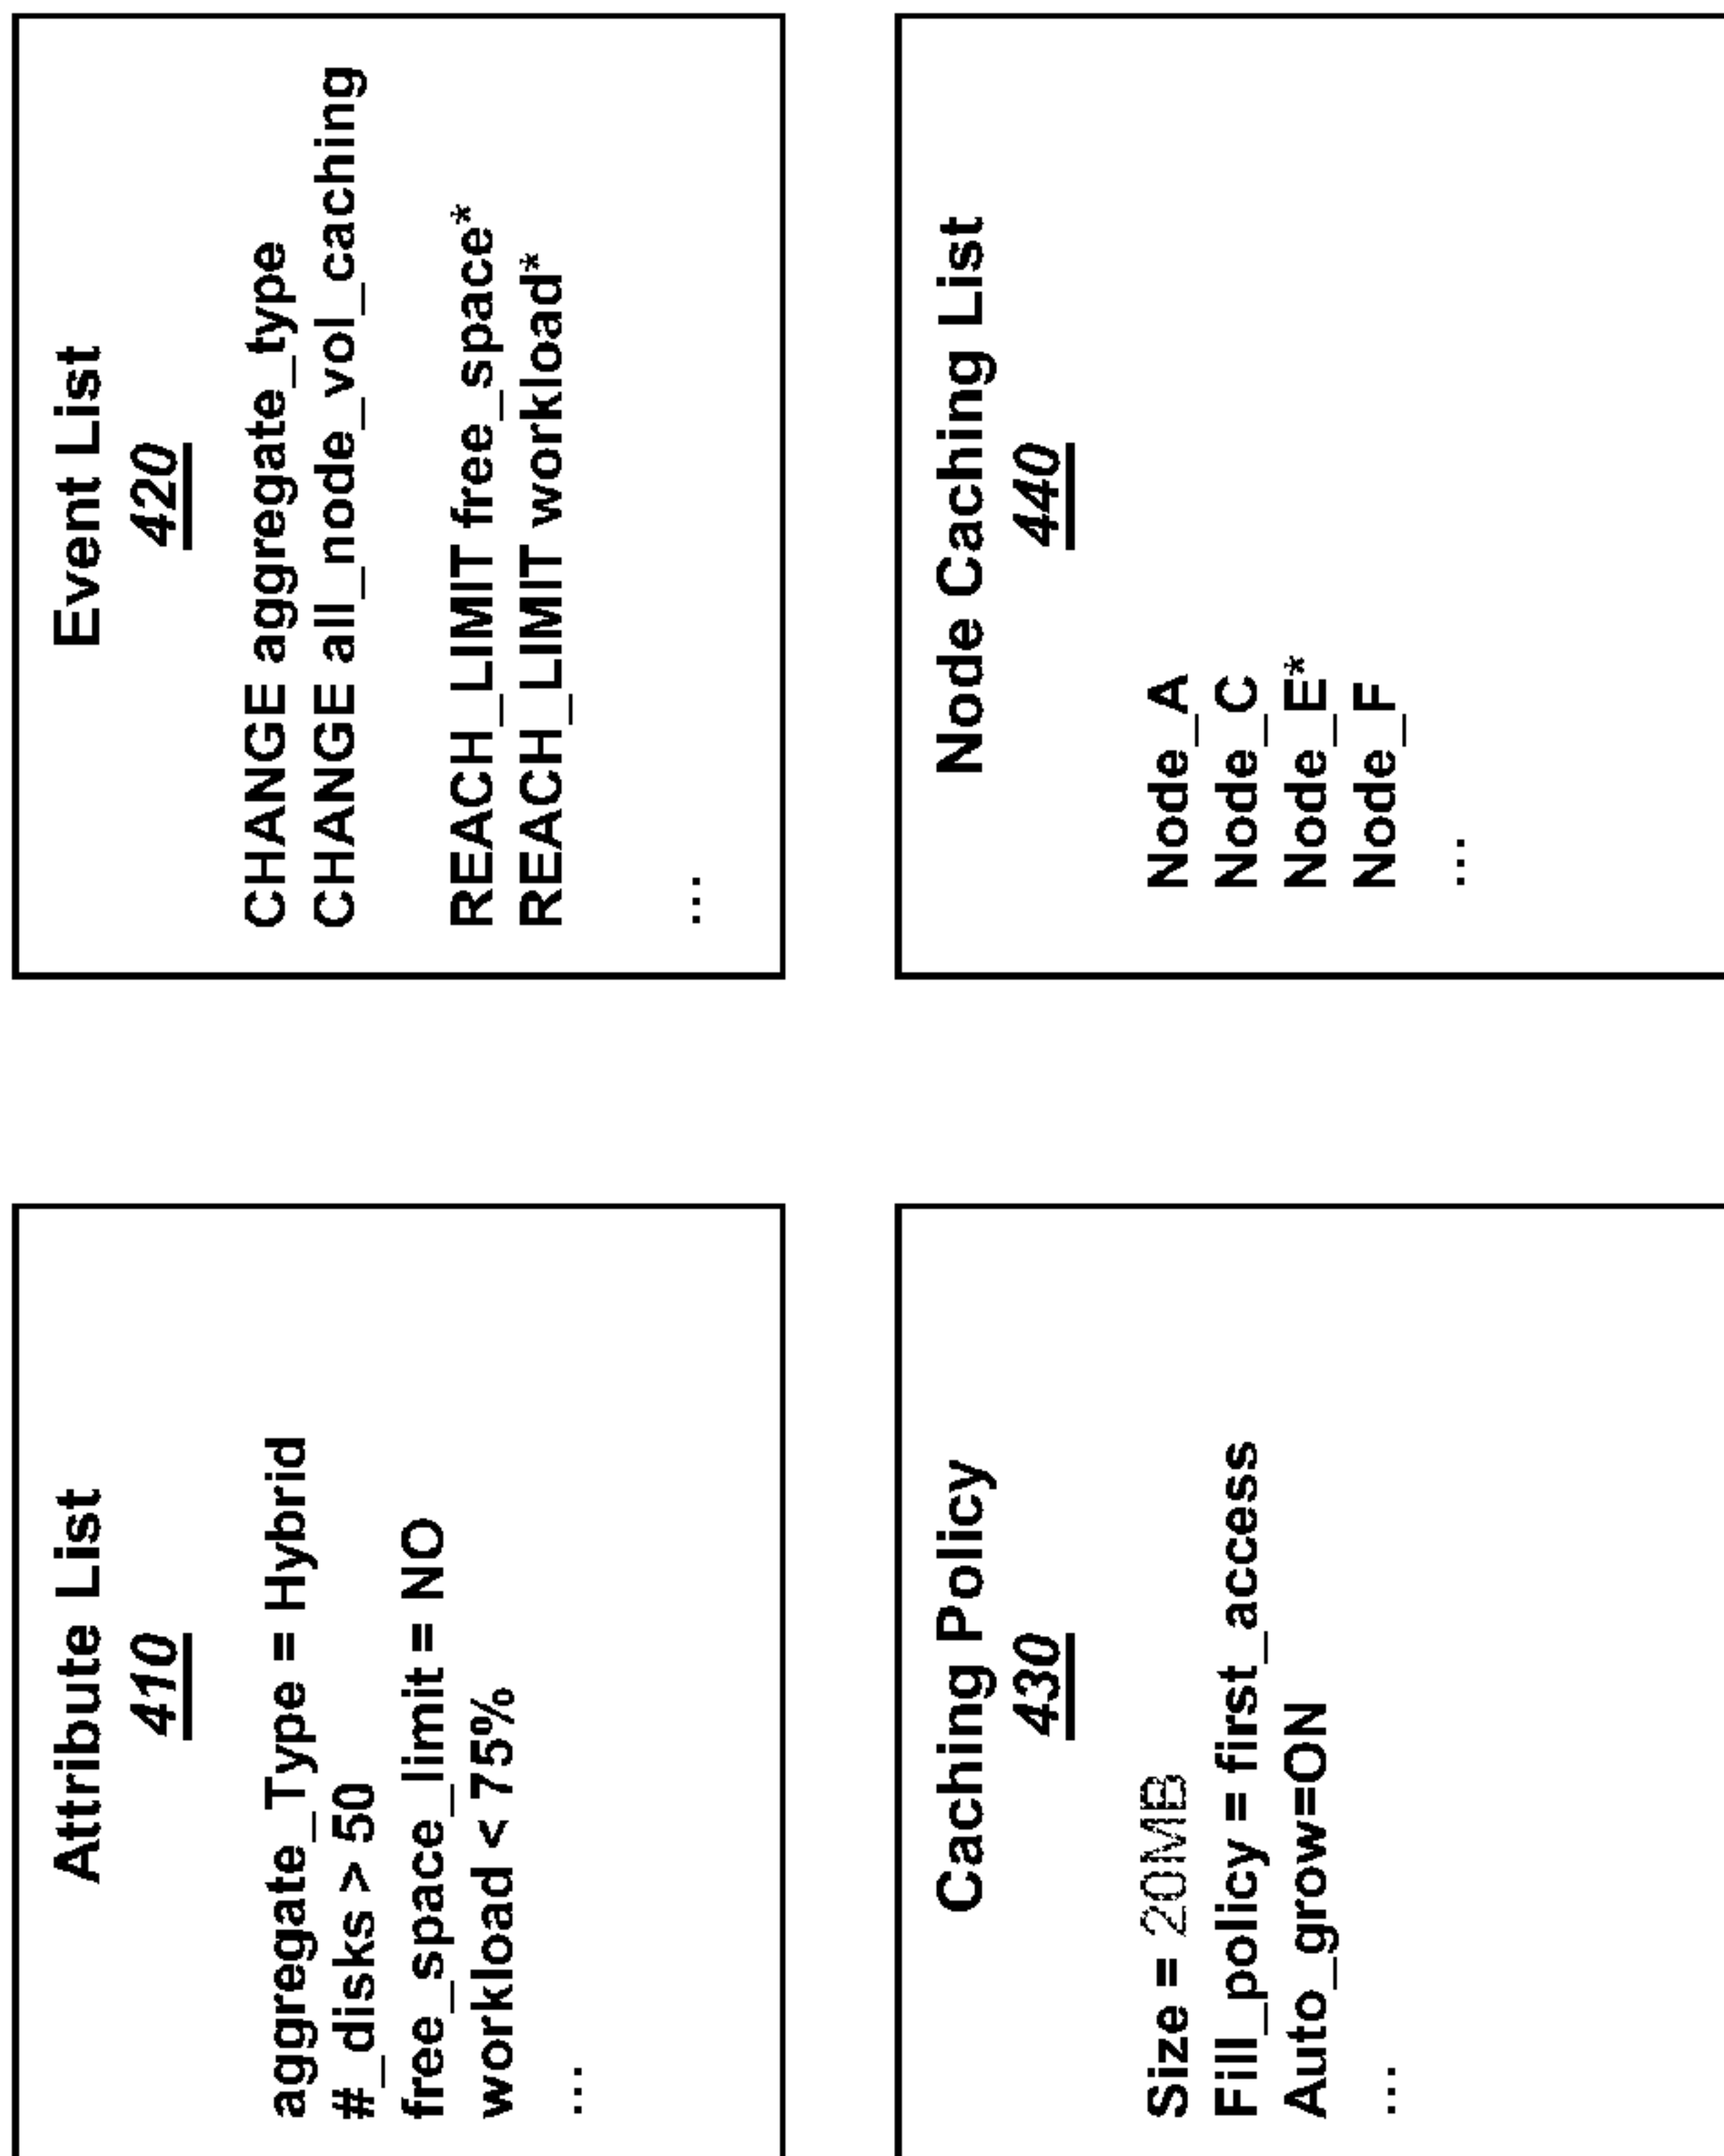 Attribute List
410
aggregate_Type = Hybrid
#_disks > 50
free_space_limit = NO
workload < 75%
...
Event List
420
CHANGE aggregate_type
CHANGE all_node_vol_caching
REACH_LIMIT free_space*
REACH_LIMIT workload*
...
Caching Policy
430
Size = 20MB
Fill_policy = first_access
Auto_grow=ON
...
Node Caching List
440
Node_A
Node_C
Node_E*
Node_F
...